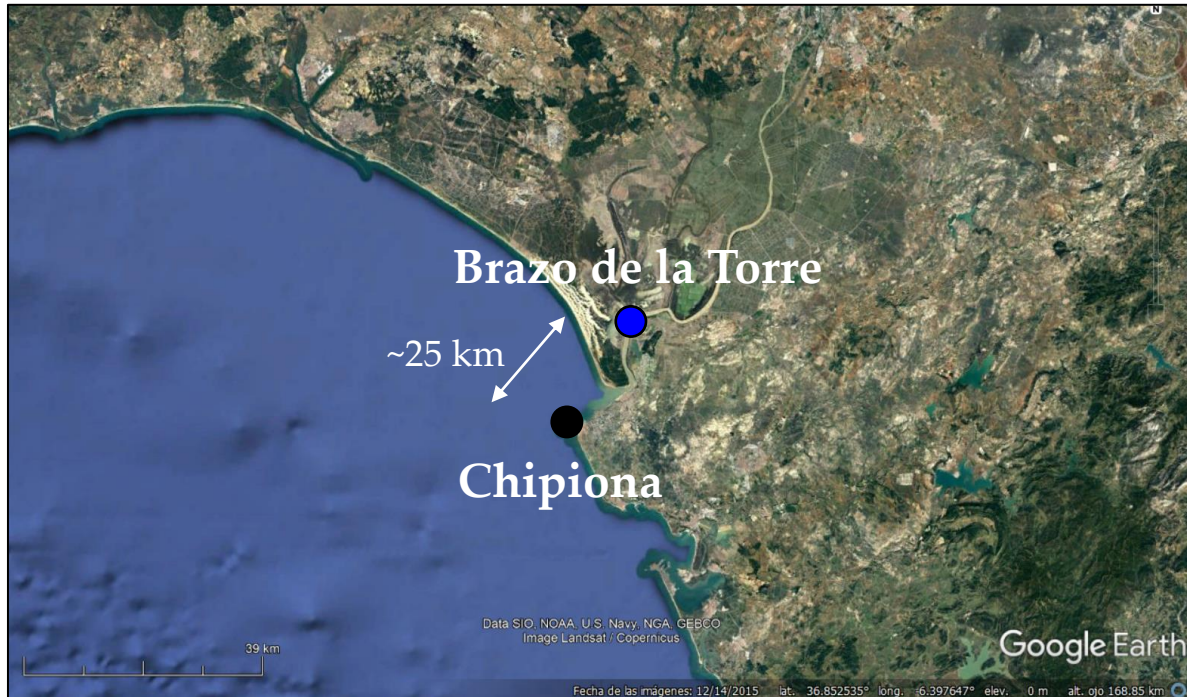 N
Brazo de la Torre
~25 km
Chipiona
Data SIO, NOAA, U.S. Navy, NGA, GEBCO
Image Landsat / Copernicus
39 km
Google Earth
Fecha de las imágenes: 12/14/2015 lat. 36.852535° long. -6.397647° elev. 0 m alt. ojo 168.85 km